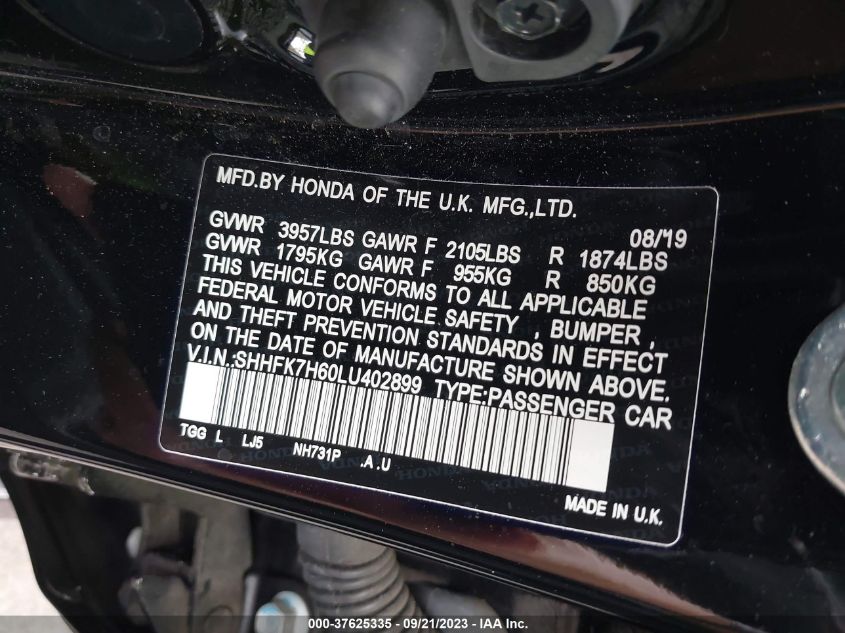 MFD.BY HONDA OF THE U.K. MFG.,LTD.
08/19
GVWR 3957LBS GAWR F 2105LBS R 1874LBS
GVWR 1795KG GAWR F 955KG R 850KG
THIS VEHICLE CONFORMS TO ALL APPLICABLE
FEDERAL MOTOR VEHICLE SAFETY , BUMPER ,
AND THEFT PREVENTION STANDARDS IN EFFECT
ON THE DATE OF MANUFACTURE SHOWN ABOVE.
V.I.N.:SHHFK7H60LU402899 TYPE:PASSENGER CAR
TGG L LJ5 NH731P .A.U
MADE IN U.K.
000-37625335 - 09/21/2023 - IAA Inc.